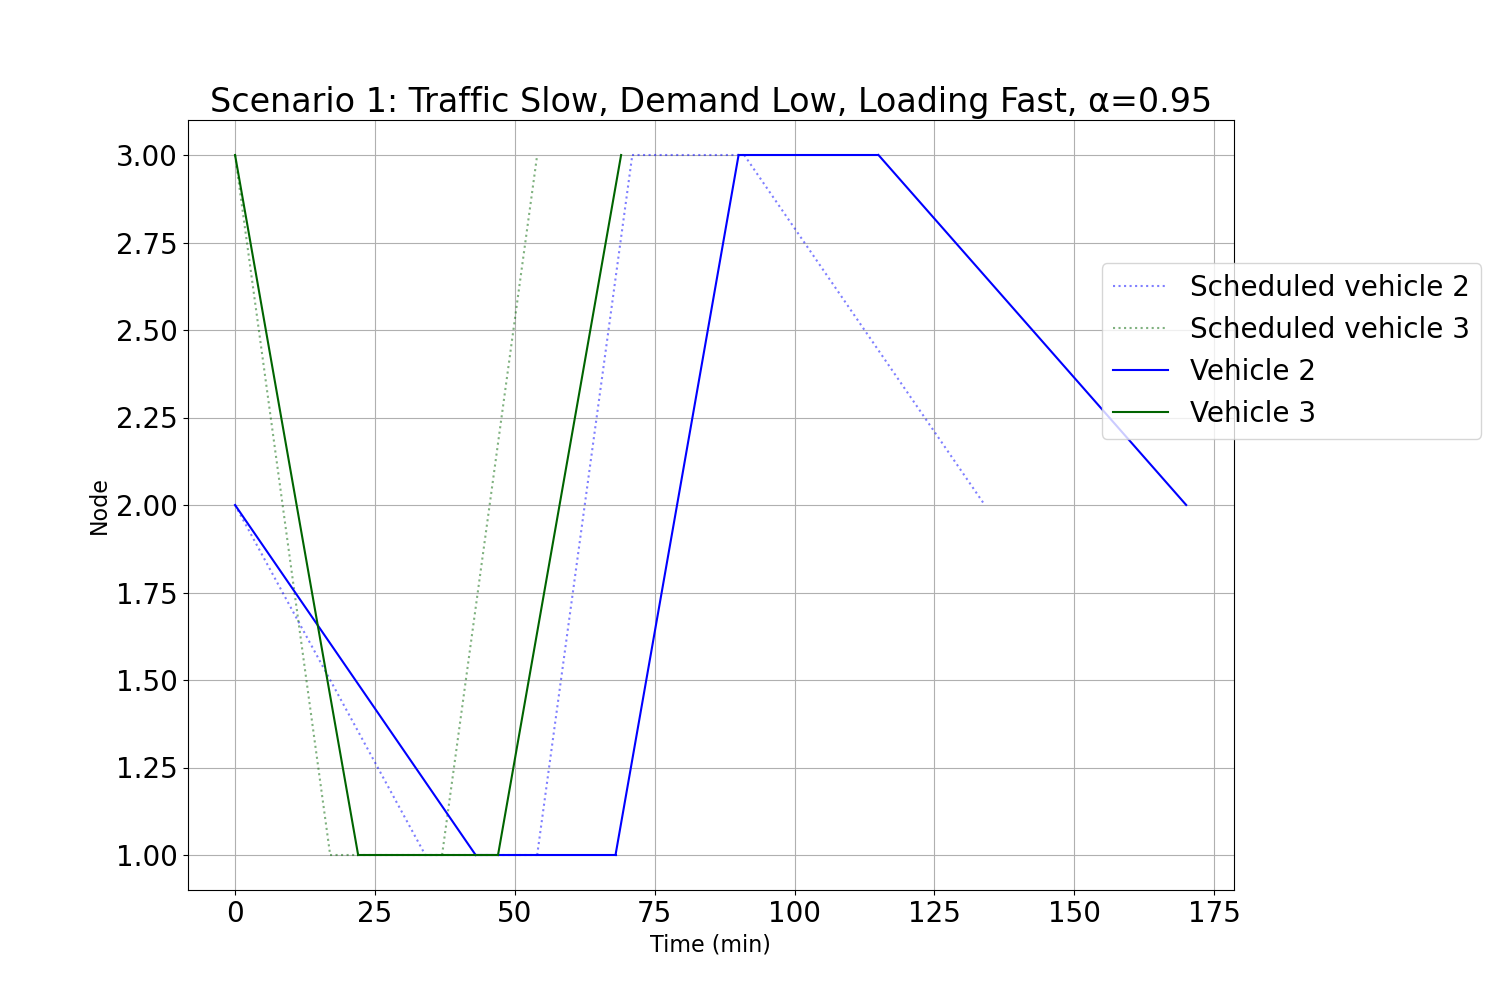 Scenario 1: Traffic Slow, Demand Low, Loading Fast, α=0.95
3.00
2.75
2.50
2.25
2.00
1.75
1.50
1.25
1.00
Node
0 25 50 75 100 125 150 175
Time (min)
Scheduled vehicle 2
Scheduled vehicle 3
Vehicle 2
Vehicle 3